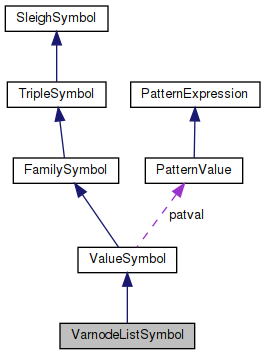 SleighSymbol
TripleSymbol
PatternExpression
FamilySymbol
PatternValue
patval
ValueSymbol
VarnodeListSymbol